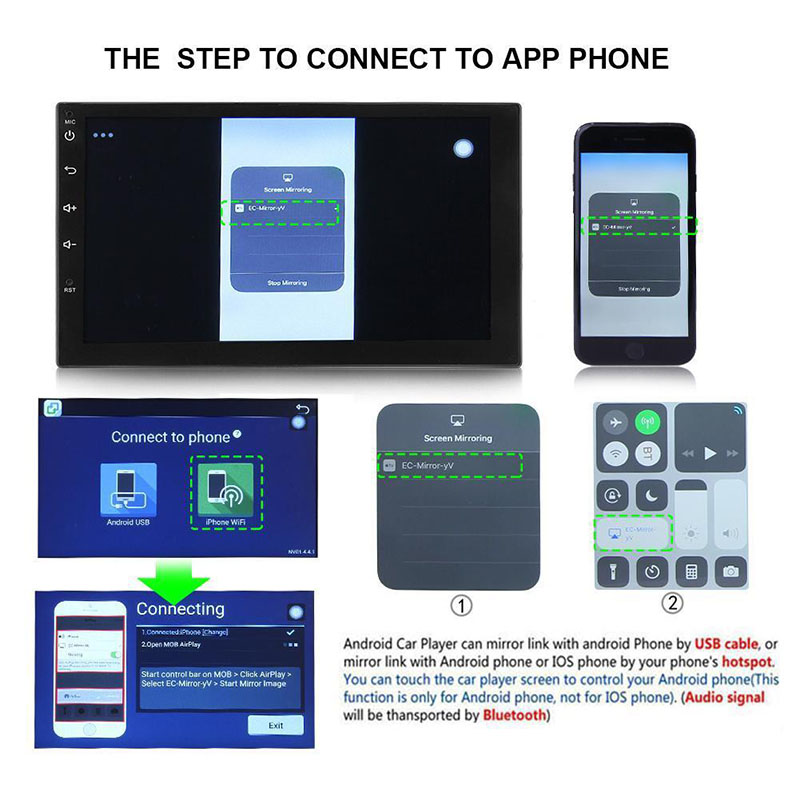 THE STEP TO CONNECT TO APP PHONE
MIC
RST
Screen Mirroring
EC-Mirror-yV
Stop Mirroring
Screen Mirroring
EC-Mirror-yV
Stop Mirroring
Connect to phone ?
Android USB
iPhone WiFi
NV01.4.4.1
Screen Mirroring
EC-Mirror-yV
1
BT
EC-Mirror-
yV
2
Connecting
1.Connected:iPhone [Change]
2.Open MOB AirPlay
Start control bar on MOB > Click AirPlay >
Select EC-Mirror-yV > Start Mirror Image
Exit
Android Car Player can mirror link with android Phone by USB cable, or
mirror link with Android phone or IOS phone by your phone's hotspot.
You can touch the car player screen to control your Android phone(This
function is only for Android phone, not for IOS phone). (Audio signal
will be thansported by Bluetooth)